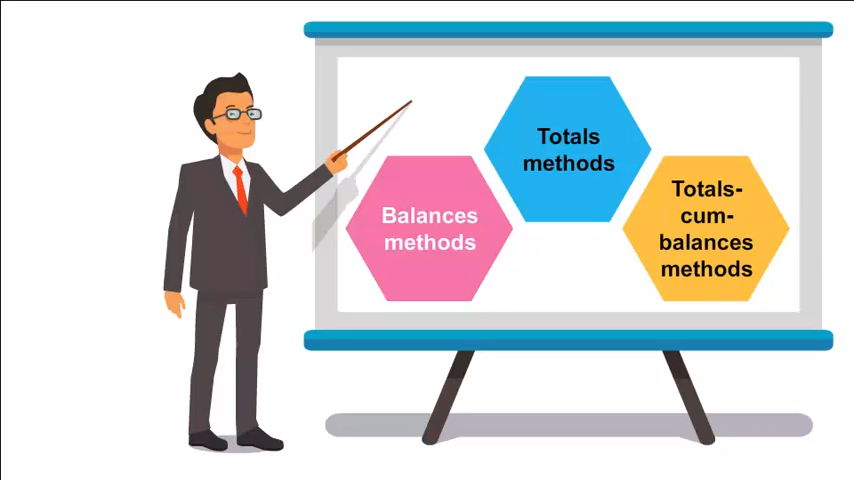 Balances
methods
Totals
methods
Totals-
cum-
balances
methods